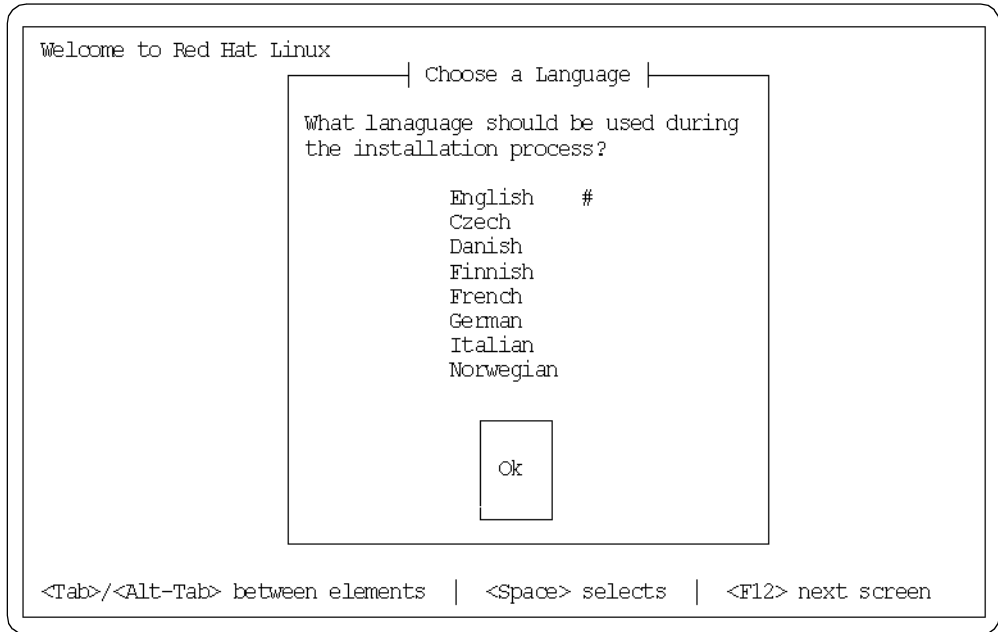 Welcome to Red Hat Linux
Choose a Language
What lanaguage should be used during
the installation process?
English #
Czech
Danish
Finnish
French
German
Italian
Norwegian
Ok
<Tab>/<Alt-Tab> between elements | <Space> selects | <F12> next screen